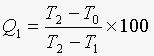 Q₁ = (T₂ − T₀) / (T₂ − T₁) × 100